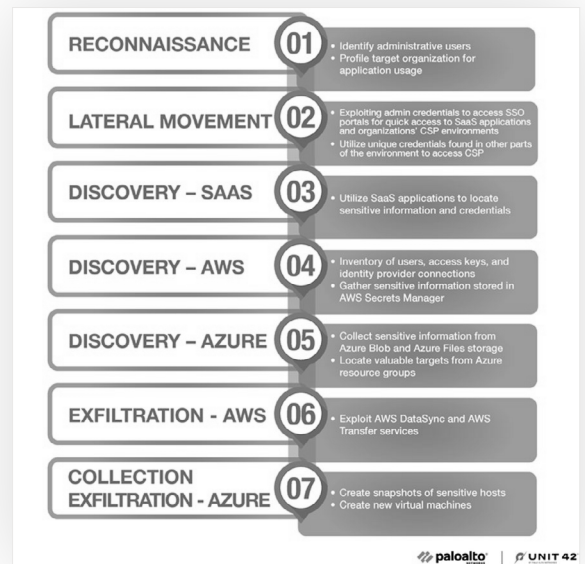 RECONNAISSANCE
01
• Identify administrative users
• Profile target organization for
application usage
LATERAL MOVEMENT
02
• Exploiting admin credentials to access SSO
portals for quick access to SaaS applications
and organizations' CSP environments
• Utilize unique credentials found in other parts
of the environment to access CSP
DISCOVERY – SAAS
03
• Utilize SaaS applications to locate
sensitive information and credentials
DISCOVERY – AWS
04
• Inventory of users, access keys, and
identity provider connections
• Gather sensitive information stored in
AWS Secrets Manager
DISCOVERY – AZURE
05
• Collect sensitive information from
Azure Blob and Azure Files storage
• Locate valuable targets from Azure
resource groups
EXFILTRATION - AWS
06
• Exploit AWS DataSync and AWS
Transfer services
COLLECTION
EXFILTRATION - AZURE
07
• Create snapshots of sensitive hosts
• Create new virtual machines
paloalto
NETWORKS
UNIT 42